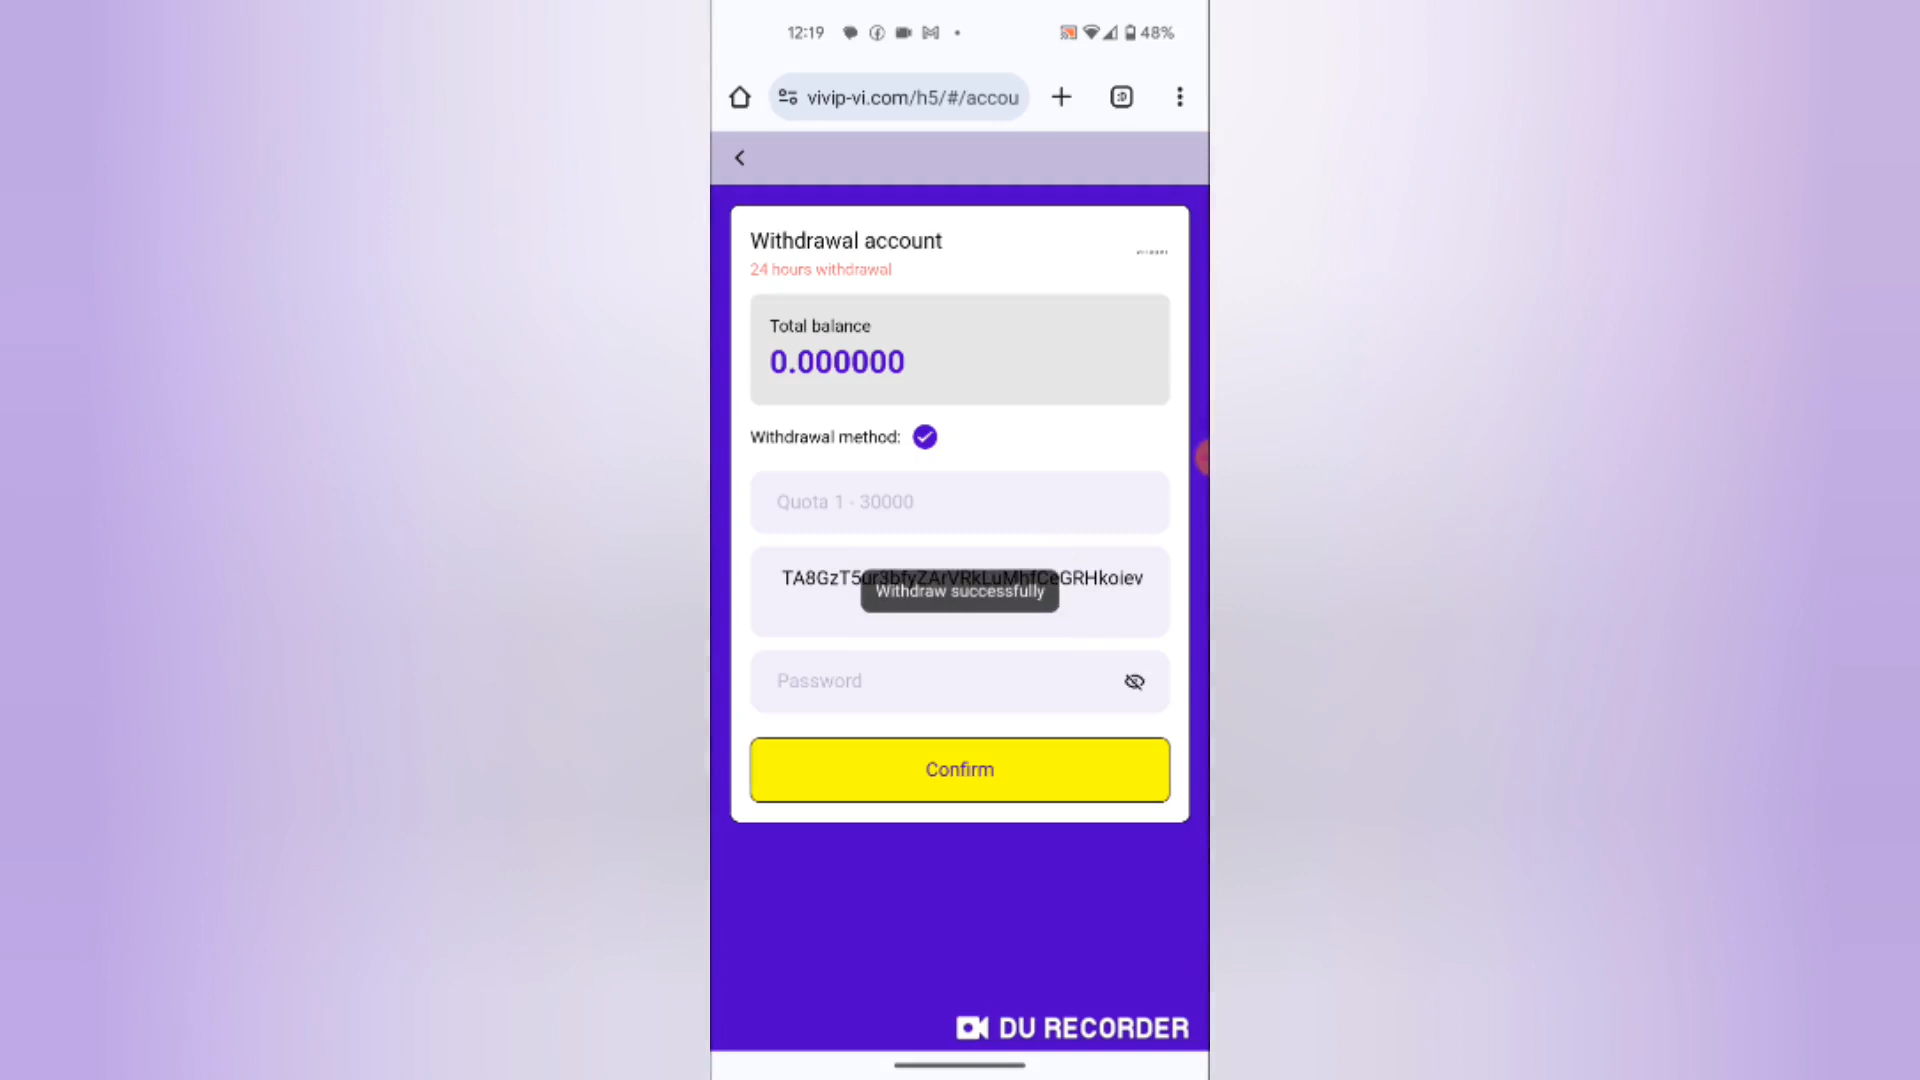 12:19
48%
vivip-vi.com/h5/#/accou
Withdrawal account
24 hours withdrawal
Total balance
0.000000
Withdrawal method:
Quota 1 - 30000
TA8GzT5ur3bfyZArVRkLuMhfCeGRHkoiev
Withdraw successfully
Password
Confirm
DU RECORDER